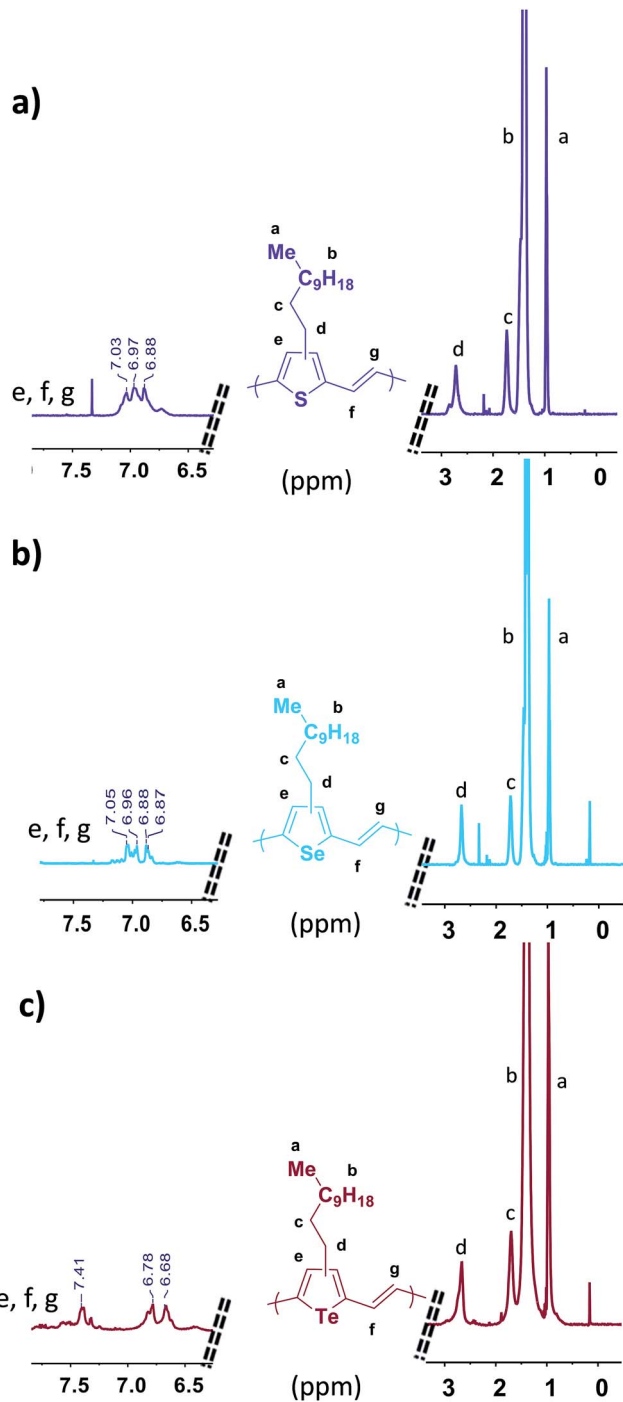 a)
b a
a
Me b
C9H18
c
d
e
g
S
f
c
d
7.03 6.97 6.88
e, f, g
7.5 7.0 6.5
(ppm)
3 2 1 0
b)
b a
a
Me b
C9H18
c
d
e
g
Se
f
c
d
7.05 6.96 6.88 6.87
e, f, g
7.5 7.0 6.5
(ppm)
3 2 1 0
c)
b a
a
Me b
C9H18
c
d
e
g
Te
f
c
d
7.41 6.78 6.68
e, f, g
7.5 7.0 6.5
(ppm)
3 2 1 0